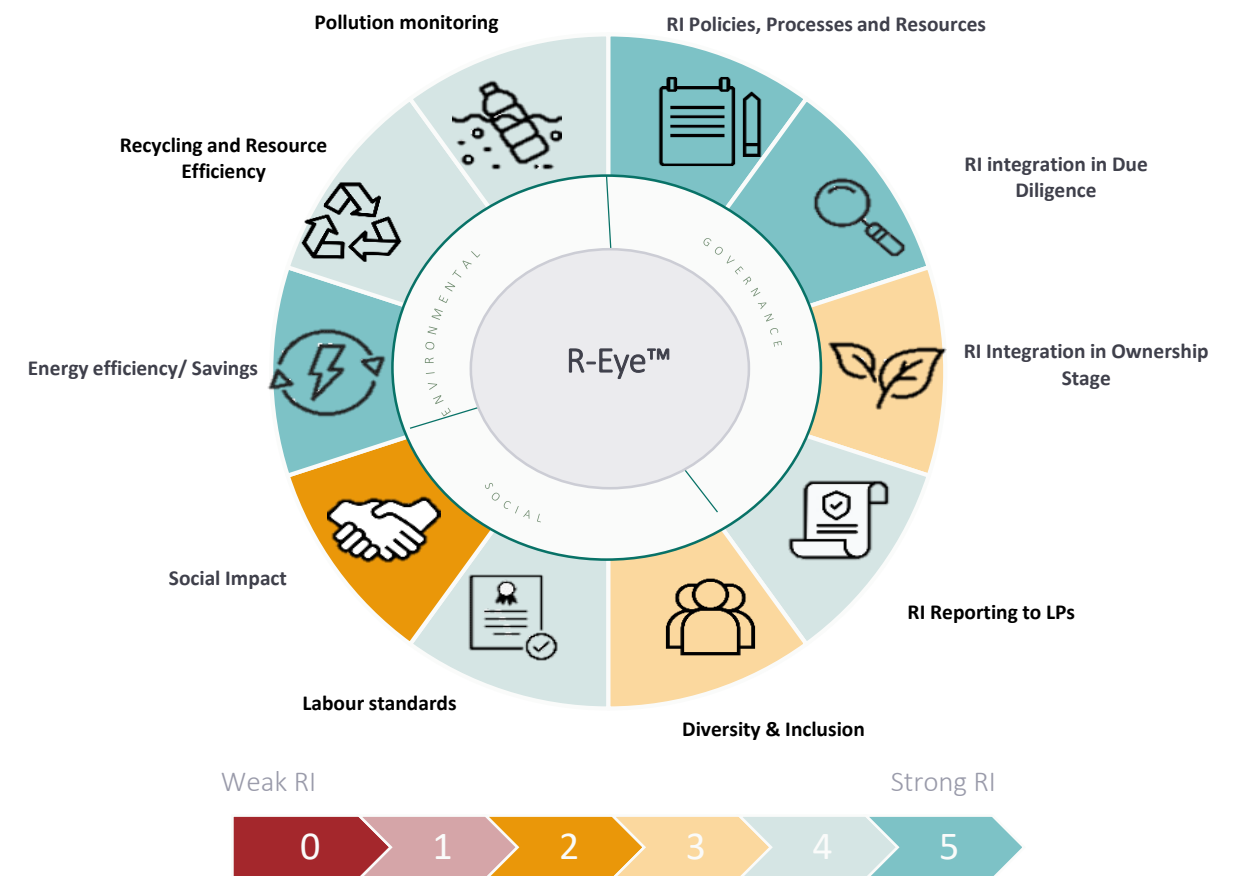 Pollution monitoring
RI Policies, Processes and Resources
Recycling and Resource
Efficiency
RI integration in Due
Diligence
Energy efficiency/ Savings
ENVIRONMENTAL
GOVERNANCE
R-Eye™
RI Integration in Ownership
Stage
SOCIAL
Social Impact
RI Reporting to LPs
Labour standards
Diversity & Inclusion
Weak RI
Strong RI
0
1
2
3
4
5